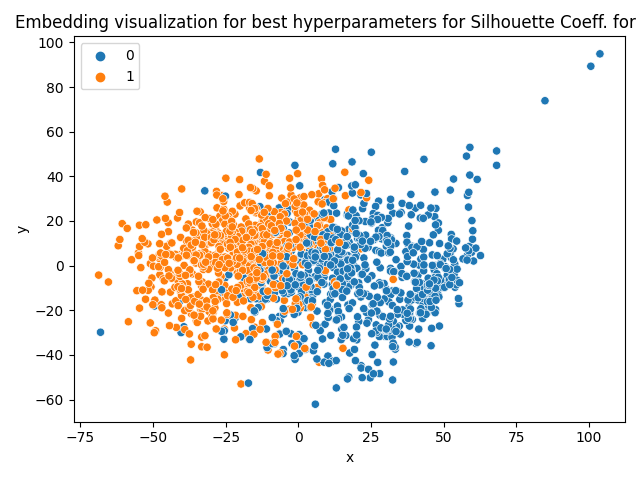 Embedding visualization for best hyperparameters for Silhouette Coeff. for
100
80
60
40
20
0
−20
−40
−60
y
0
1
−75 −50 −25 0 25 50 75 100
x